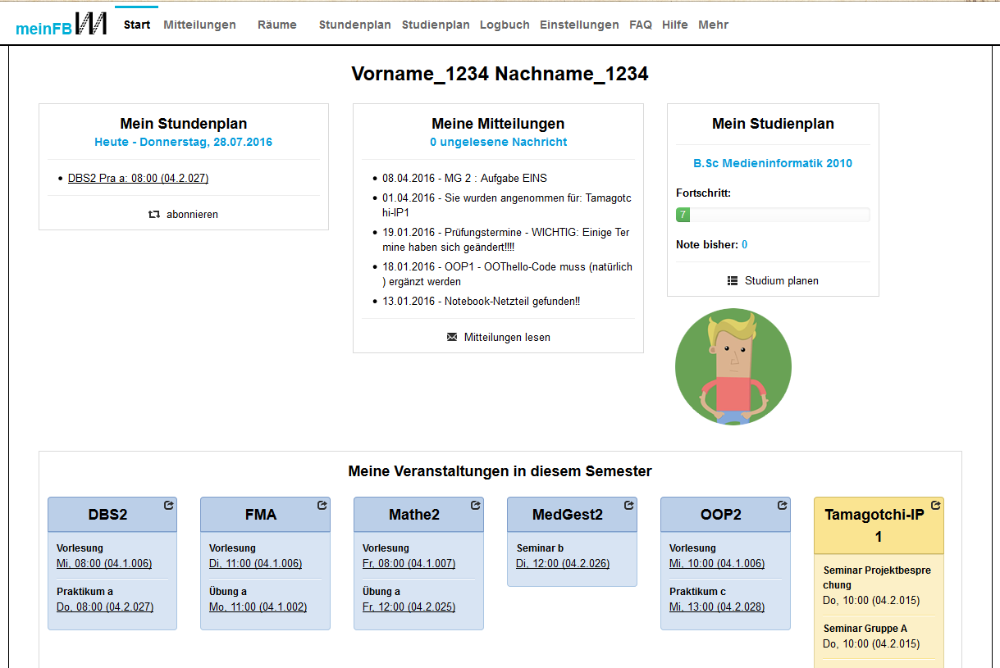 meinFB
Start Mitteilungen Räume Stundenplan Studienplan Logbuch Einstellungen FAQ Hilfe Mehr
Vorname_1234 Nachname_1234
Mein Stundenplan
Heute - Donnerstag, 28.07.2016
DBS2 Pra a: 08:00 (04.2.027)
abonnieren
Meine Mitteilungen
0 ungelesene Nachricht
08.04.2016 - MG 2 : Aufgabe EINS
01.04.2016 - Sie wurden angenommen für: Tamagotc
hi-IP1
19.01.2016 - Prüfungstermine - WICHTIG: Einige Ter
mine haben sich geändert!!!!
18.01.2016 - OOP1 - OOThello-Code muss (natürlich
) ergänzt werden
13.01.2016 - Notebook-Netzteil gefunden!!
Mitteilungen lesen
Mein Studienplan
B.Sc Medieninformatik 2010
Fortschritt:
7
Note bisher: 0
Studium planen
Meine Veranstaltungen in diesem Semester
DBS2
Vorlesung
Mi, 08:00 (04.1.006)
Praktikum a
Do, 08:00 (04.2.027)
FMA
Vorlesung
Di, 11:00 (04.1.006)
Übung a
Mo, 11:00 (04.1.002)
Mathe2
Vorlesung
Fr, 08:00 (04.1.007)
Übung a
Fr, 12:00 (04.2.025)
MedGest2
Seminar b
Di, 12:00 (04.2.026)
OOP2
Vorlesung
Mi, 10:00 (04.1.006)
Praktikum c
Mi, 13:00 (04.2.028)
Tamagotchi-IP
1
Seminar Projektbespre
chung
Do, 10:00 (04.2.015)
Seminar Gruppe A
Do, 10:00 (04.2.015)